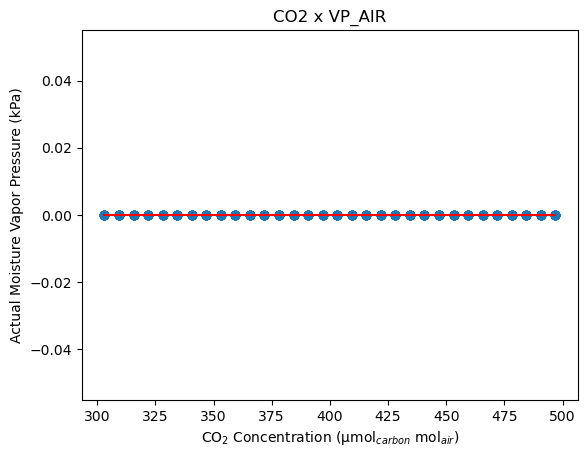 CO2 x VP_AIR
Actual Moisture Vapor Pressure (kPa)
0.04
0.02
0.00
−0.02
−0.04
300 325 350 375 400 425 450 475 500
CO₂ Concentration (μmol_carbon mol_air)